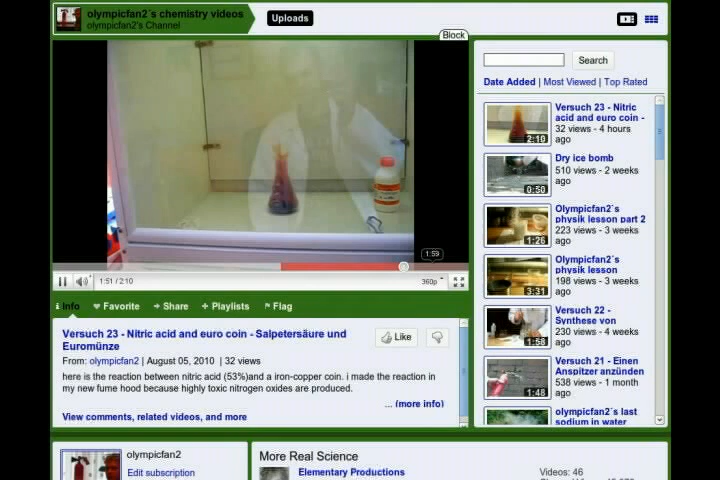 olympicfan2´s chemistry videos
olympicfan2's Channel
Uploads
Block
Search
Date Added | Most Viewed | Top Rated
Versuch 23 - Nitric
acid and euro coin -
32 views - 4 hours
ago
2:10
Dry ice bomb
510 views - 2 weeks
ago
0:50
Olympicfan2´s
physik lesson part 2
223 views - 3 weeks
ago
1:26
Olympicfan2´s
physik lesson
198 views - 3 weeks
ago
3:31
Versuch 22 -
Synthese von
230 views - 4 weeks
ago
1:58
Versuch 21 - Einen
Anspitzer anzünden
538 views - 1 month
ago
1:48
olympicfan2´s last
sodium in water
1:59
1:51 / 2:10
360p
Info
Favorite
Share
Playlists
Flag
Versuch 23 - Nitric acid and euro coin - Salpetersäure und
Euromünze
Like
From: olympicfan2 | August 05, 2010 | 32 views
here is the reaction between nitric acid (53%)and a iron-copper coin. i made the reaction in
my new fume hood because highly toxic nitrogen oxides are produced.
... (more info)
View comments, related videos, and more
olympicfan2
Edit subscription
More Real Science
Elementary Productions
Videos: 46